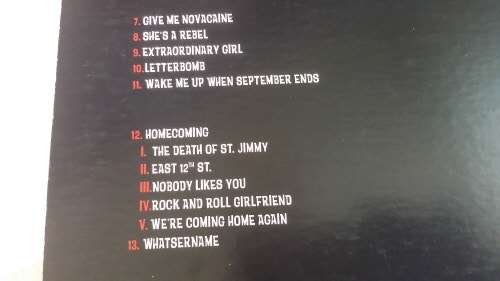 7. GIVE ME NOVACAINE
8. SHE'S A REBEL
9. EXTRAORDINARY GIRL
10. LETTERBOMB
11. WAKE ME UP WHEN SEPTEMBER ENDS
12. HOMECOMING
I. THE DEATH OF ST. JIMMY
II. EAST 12TH ST.
III. NOBODY LIKES YOU
IV. ROCK AND ROLL GIRLFRIEND
V. WE'RE COMING HOME AGAIN
13. WHATSERNAME